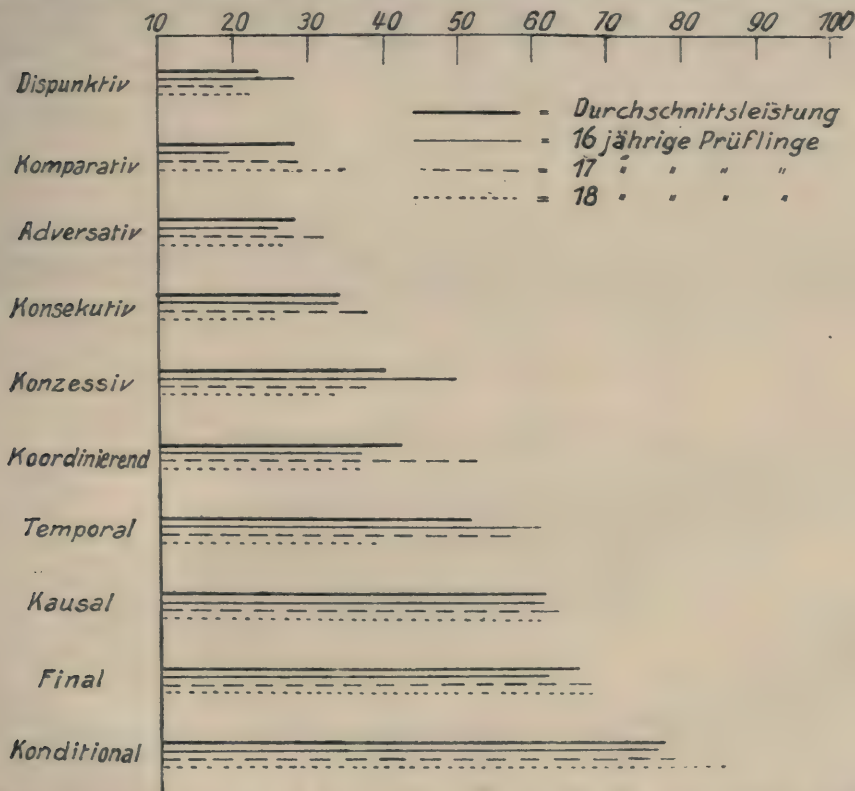 10 20 30 40 50 60 70 80 90 100
Dispunktiv
= Durchschnittsleistung
= 16 jährige Prüflinge
Komparativ
= 17 " " " "
= 18 " " " "
Adversativ
Konsekutiv
Konzessiv
Koordinierend
Temporal
Kausal
Final
Konditional